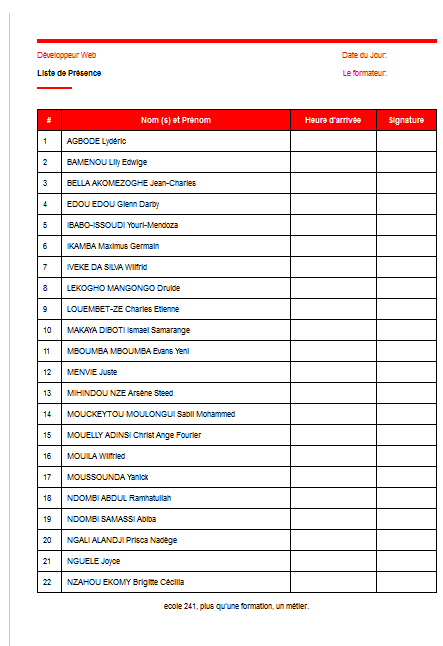 Développeur Web Date du Jour:
Liste de Présence Le formateur:
# Nom (s) et Prénom Heure d'arrivée Signature
1 AGBODE Lydéric
2 BAMENOU Lily Edwige
3 BELLA AKOMEZOGHE Jean-Charles
4 EDOU EDOU Glenn Darby
5 IBABO-ISSOUDI Youri-Mendoza
6 IKAMBA Maximus Germain
7 IVEKE DA SILVA Wilfrid
8 LEKOGHO MANGONGO Druide
9 LOUEMBET-ZE Charles Etienne
10 MAKAYA DIBOTI Ismael Samarange
11 MBOUMBA MBOUMBA Evans Yeni
12 MENVIE Juste
13 MIHINDOU NZE Arsène Steed
14 MOUCKEYTOU MOULONGUI Sabii Mohammed
15 MOUELLY ADINSI Christ Ange Fourier
16 MOUILA Wilfried
17 MOUSSOUNDA Yanick
18 NDOMBI ABDUL Ramhatullah
19 NDOMBI SAMASSI Abiba
20 NGALI ALANDJI Prisca Nadège
21 NGUELE Joyce
22 NZAHOU EKOMY Brigitte Cécilia
ecole 241, plus qu'une formation, un métier.